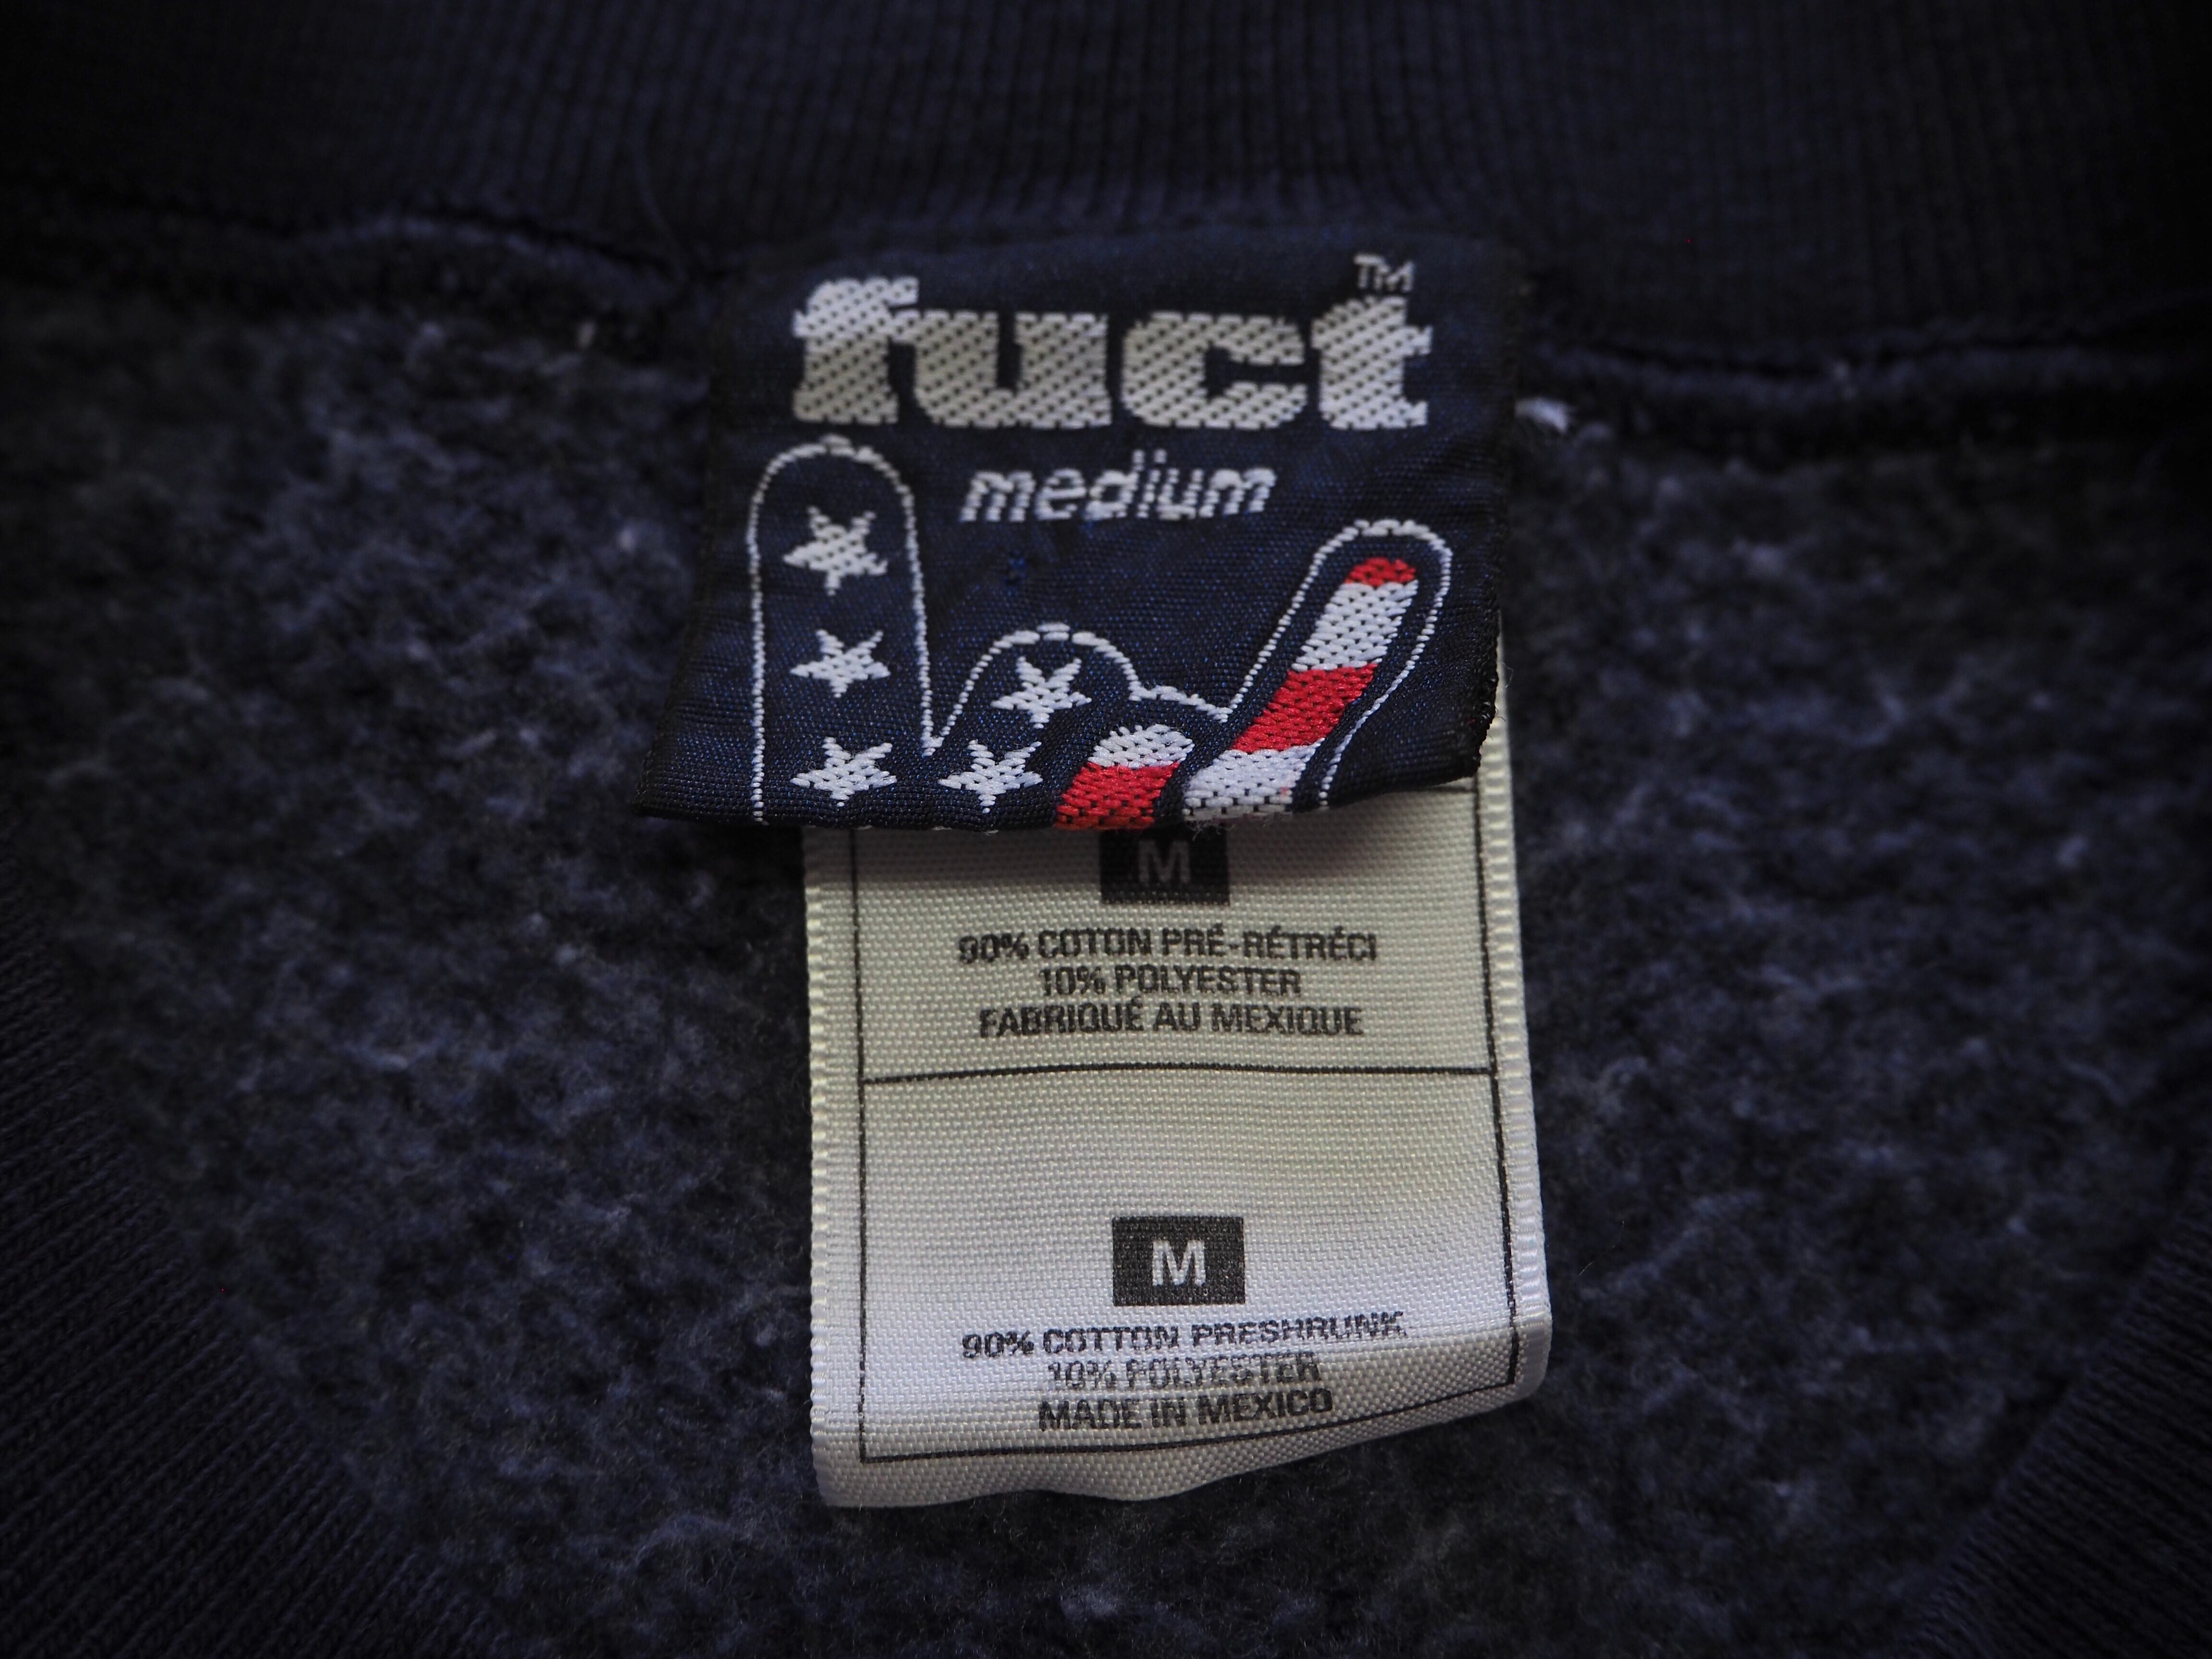 fuct™
medium
M
90% COTON PRÉ-RÉTRÉCI
10% POLYESTER
FABRIQUÉ AU MEXIQUE
M
90% COTTON PRESHRUNK
10% POLYESTER
MADE IN MEXICO